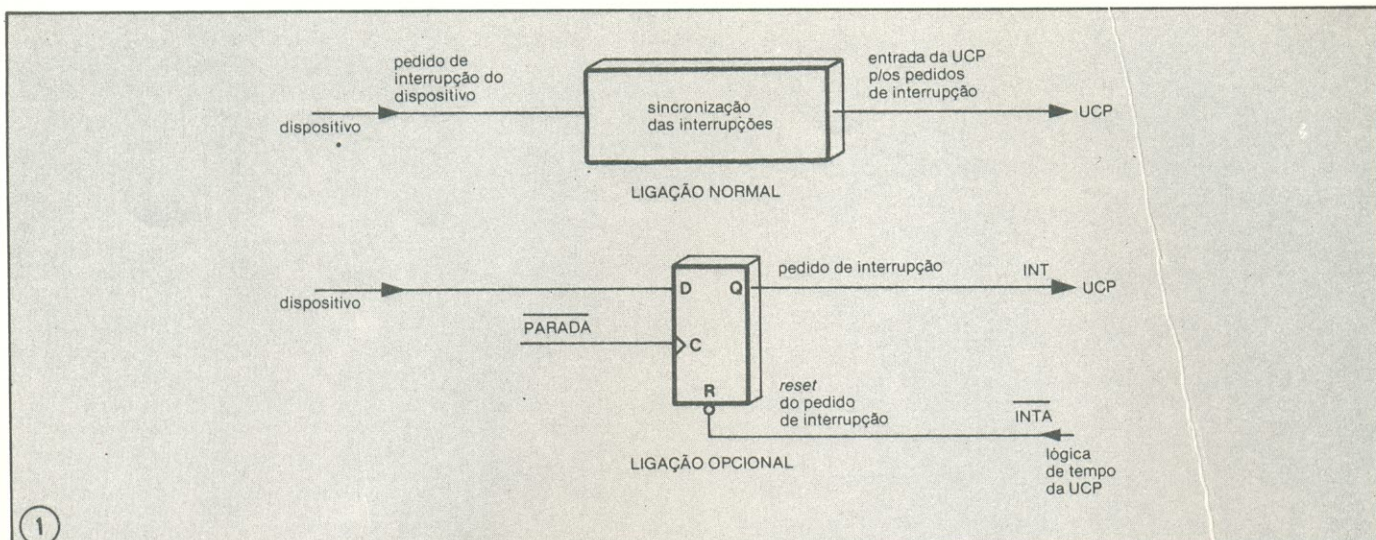 pedido de
interrupção do
dispositivo
dispositivo
sincronização
das interrupções
entrada da UCP
p/os pedidos
de interrupção
UCP
LIGAÇÃO NORMAL
dispositivo
PARADA
D
Q
C
R
pedido de interrupção
INT
UCP
reset
do pedido
de interrupção
INTA
lógica
de tempo
da UCP
LIGAÇÃO OPCIONAL
1